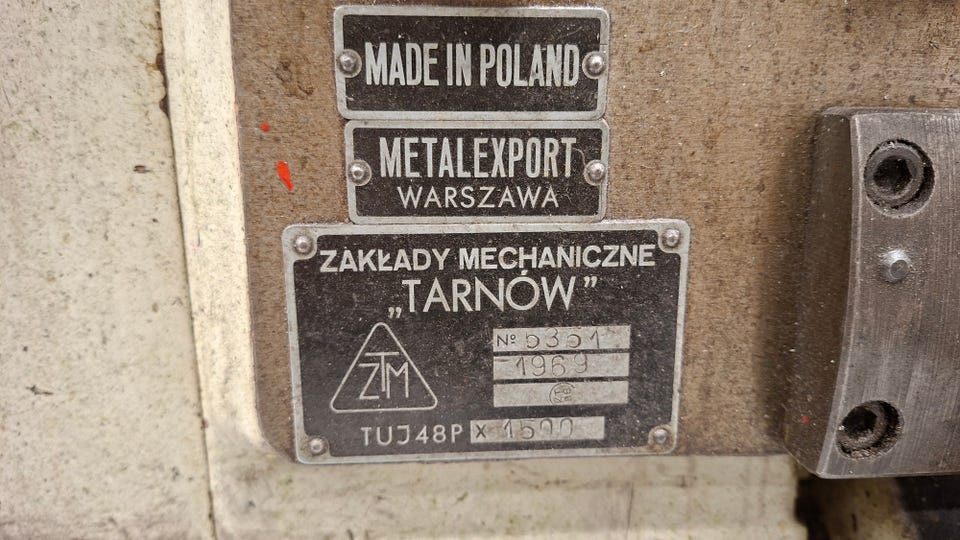 MADE IN POLAND
METALEXPORT
WARSZAWA
ZAKŁADY MECHANICZNE
„TARNÓW”
№ 5351
1969
ZTM
TUJ48P x 1500